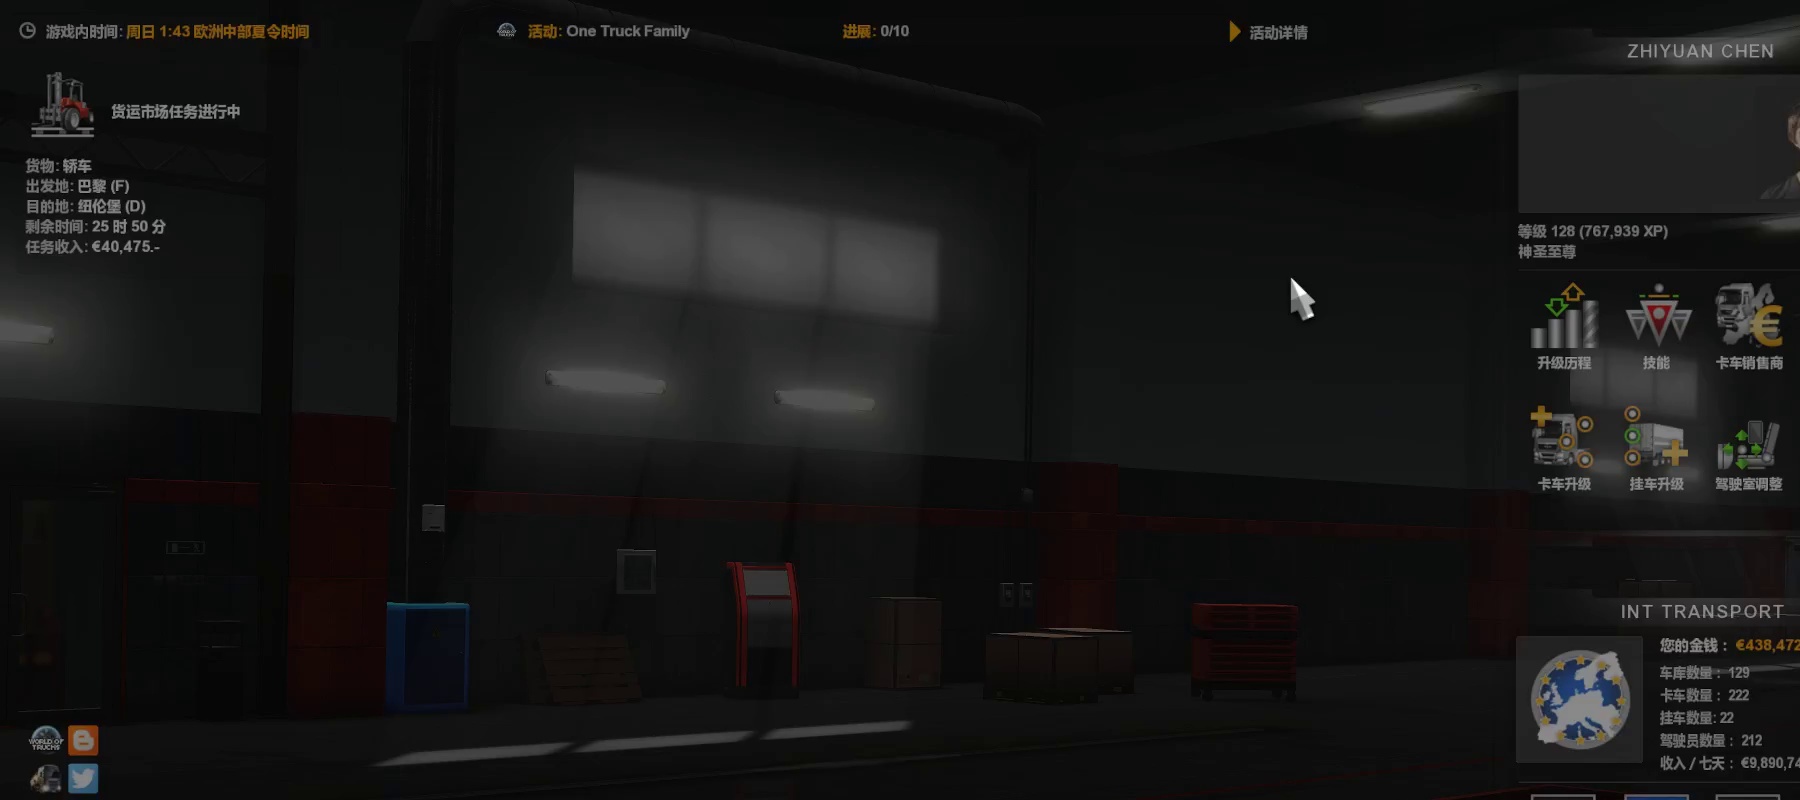 游戏内时间: 周日 1:43 欧洲中部夏令时间
活动: One Truck Family
进展: 0/10
活动详情
ZHIYUAN CHEN
货运市场任务进行中
货物: 轿车
出发地: 巴黎 (F)
目的地: 纽伦堡 (D)
剩余时间: 25 时 50 分
任务收入: €40,475.-
等级 128 (767,939 XP)
神圣至尊
升级历程
技能
卡车销售商
卡车升级
挂车升级
驾驶室调整
INT TRANSPORT
您的金钱： €438,472
车库数量： 129
卡车数量： 222
挂车数量: 22
驾驶员数量： 212
收入 / 七天： €9,890,74
WORLD OF
TRUCKS